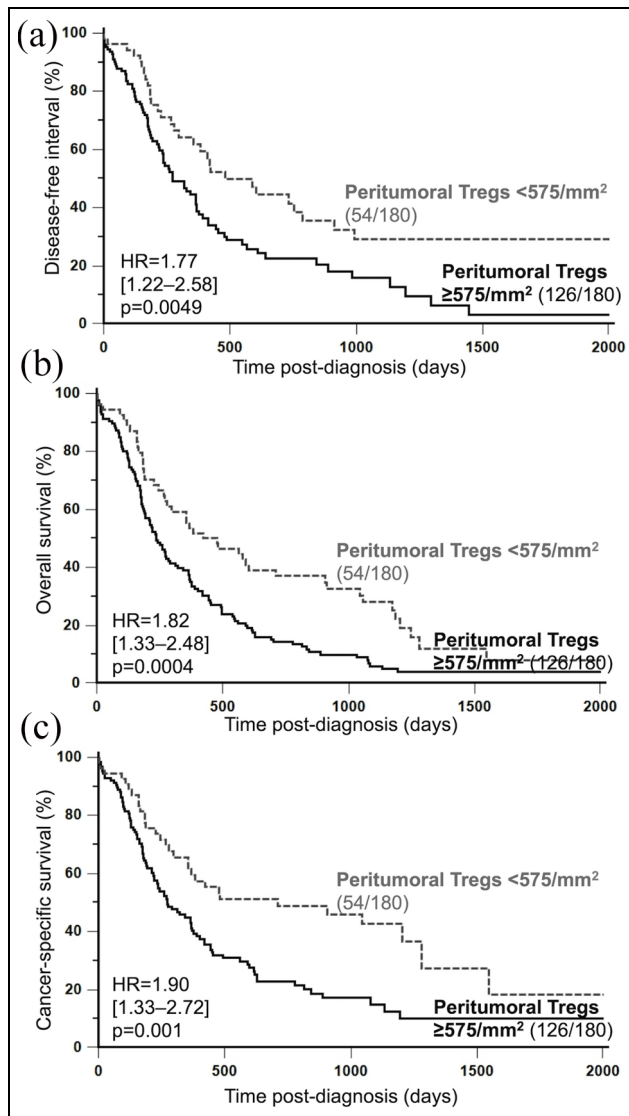 (a)
Disease-free interval (%)
100
80
60
40
20
0
Peritumoral Tregs <575/mm²
(54/180)
HR=1.77
[1.22–2.58]
p=0.0049
Peritumoral Tregs
≥575/mm² (126/180)
0 500 1000 1500 2000
Time post-diagnosis (days)
(b)
Overall survival (%)
100
80
60
40
20
0
Peritumoral Tregs <575/mm²
(54/180)
HR=1.82
[1.33–2.48]
p=0.0004
Peritumoral Tregs
≥575/mm² (126/180)
0 500 1000 1500 2000
Time post-diagnosis (days)
(c)
Cancer-specific survival (%)
100
80
60
40
20
0
Peritumoral Tregs <575/mm²
(54/180)
HR=1.90
[1.33–2.72]
p=0.001
Peritumoral Tregs
≥575/mm² (126/180)
0 500 1000 1500 2000
Time post-diagnosis (days)